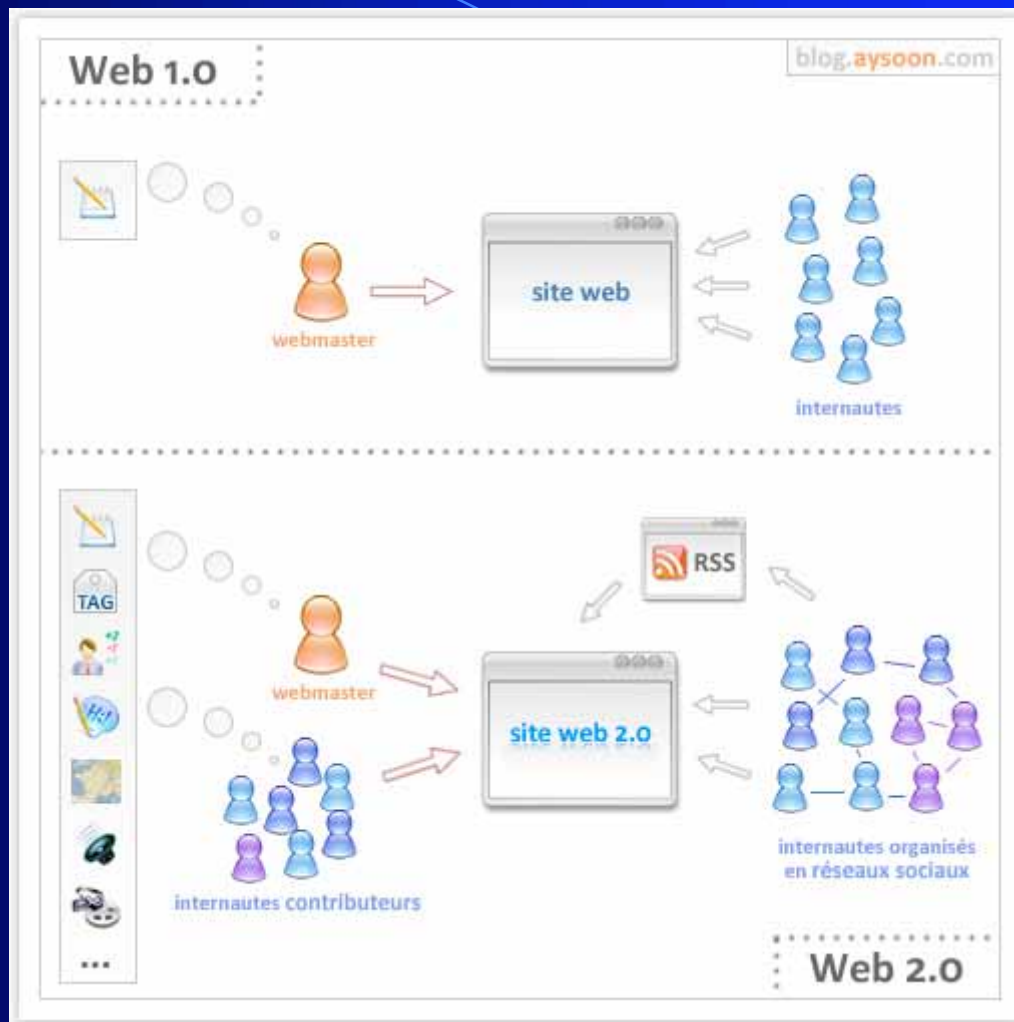 Web 1.0
blog.aysoon.com
site web
webmaster
internautes
RSS
TAG
webmaster
Hi!
site web 2.0
internautes organisés
en réseaux sociaux
internautes contributeurs
...
Web 2.0